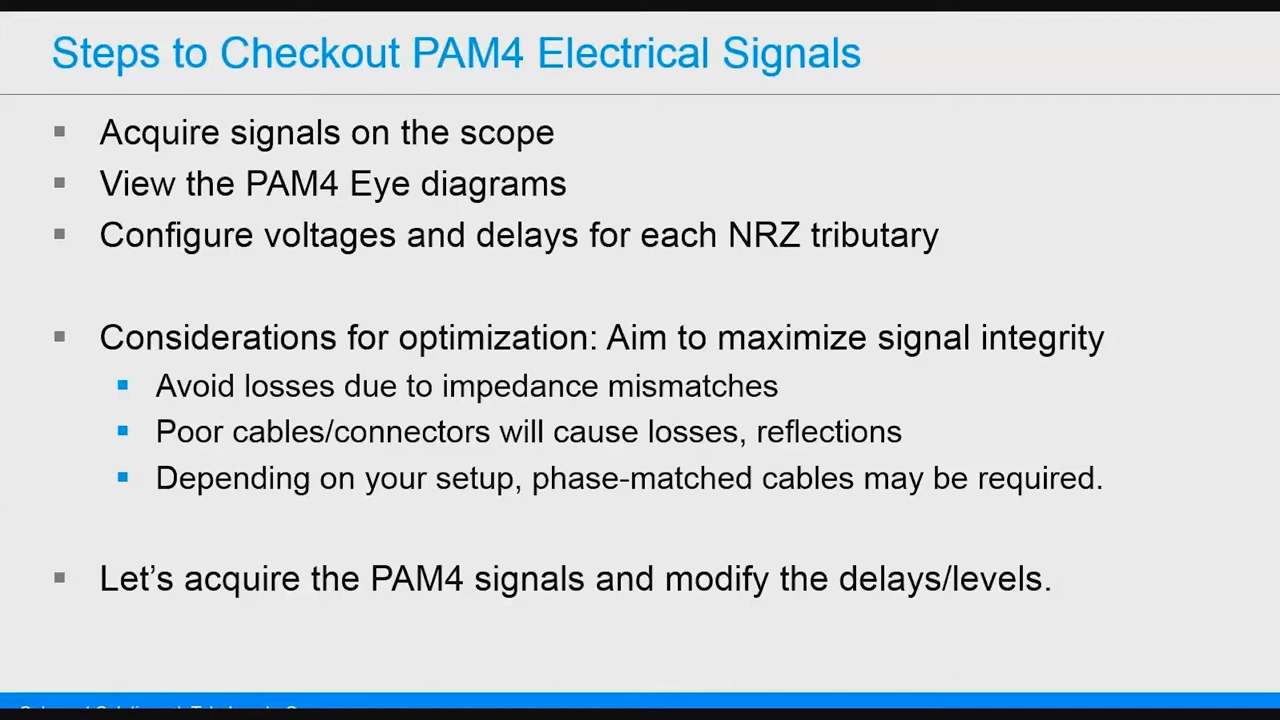 Steps to Checkout PAM4 Electrical Signals
Acquire signals on the scope
View the PAM4 Eye diagrams
Configure voltages and delays for each NRZ tributary
Considerations for optimization: Aim to maximize signal integrity
Avoid losses due to impedance mismatches
Poor cables/connectors will cause losses, reflections
Depending on your setup, phase-matched cables may be required.
Let’s acquire the PAM4 signals and modify the delays/levels.